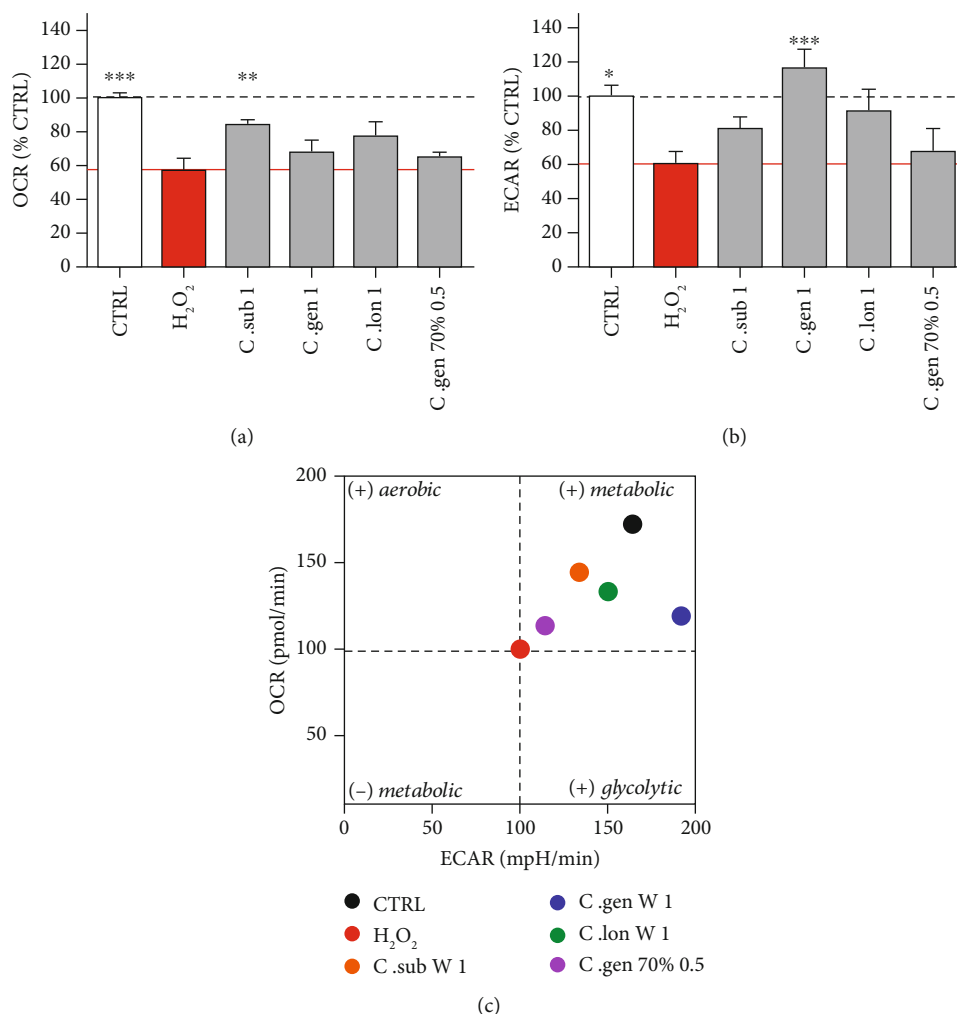 140
120
100
80
60
40
20
0
OCR (% CTRL)
***
**
CTRL
H₂O₂
C .sub 1
C .gen 1
C .lon 1
C .gen 70% 0.5
(a)
140
120
100
80
60
40
20
0
ECAR (% CTRL)
*
***
CTRL
H₂O₂
C .sub 1
C .gen 1
C .lon 1
C .gen 70% 0.5
(b)
200
150
100
50
OCR (pmol/min)
(+) aerobic
(+) metabolic
(–) metabolic
(+) glycolytic
0
50
100
150
200
ECAR (mpH/min)
CTRL
H₂O₂
C .sub W 1
C .gen W 1
C .lon W 1
C .gen 70% 0.5
(c)